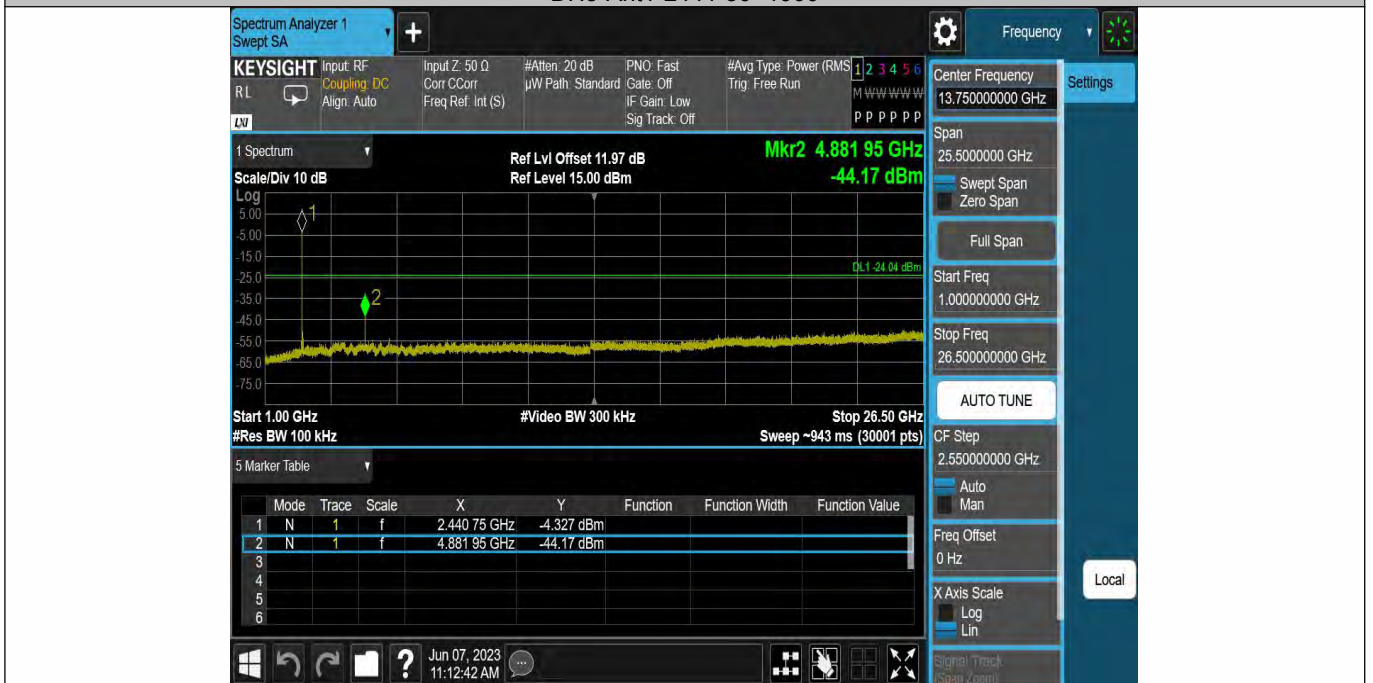 Spectrum Analyzer 1
Swept SA
+
Frequency
KEYSIGHT
RL
LXI
Input: RF
Coupling: DC
Align: Auto
Input Z: 50 Ω
Corr CCorr
Freq Ref: Int (S)
#Atten: 20 dB
µW Path: Standard
PNO: Fast
Gate: Off
IF Gain: Low
Sig Track: Off
#Avg Type: Power (RMS
Trig: Free Run
1 2 3 4 5 6
M W W W W W
P P P P P P
1 Spectrum
Scale/Div 10 dB
Ref Lvl Offset 11.97 dB
Ref Level 15.00 dBm
Mkr2 4.881 95 GHz
-44.17 dBm
Log
5.00
-5.00
-15.0
-25.0
-35.0
-45.0
-55.0
-65.0
-75.0
1
2
DL1 -24.04 dBm
Start 1.00 GHz
#Video BW 300 kHz
Stop 26.50 GHz
#Res BW 100 kHz
Sweep ~943 ms (30001 pts)
5 Marker Table
Mode Trace Scale X Y Function Function Width Function Value
1 N 1 f 2.440 75 GHz -4.327 dBm
2 N 1 f 4.881 95 GHz -44.17 dBm
3
4
5
6
Center Frequency
13.750000000 GHz
Settings
Span
25.5000000 GHz
Swept Span
Zero Span
Full Span
Start Freq
1.000000000 GHz
Stop Freq
26.500000000 GHz
AUTO TUNE
CF Step
2.550000000 GHz
Auto
Man
Freq Offset
0 Hz
X Axis Scale
Log
Lin
Signal Track
(Span Zoom)
Local
?
Jun 07, 2023
11:12:42 AM